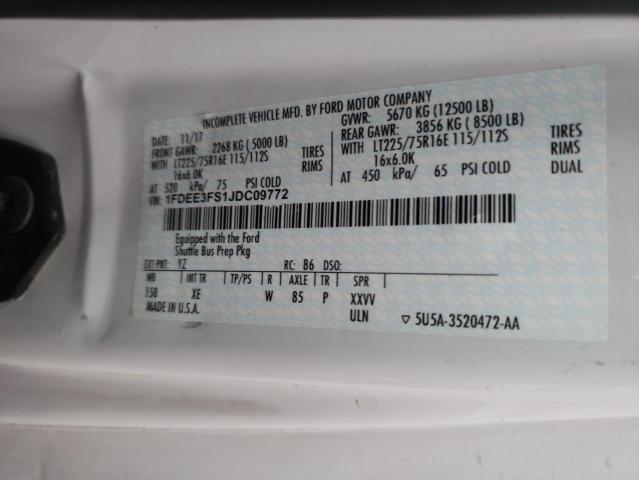 INCOMPLETE VEHICLE MFD. BY FORD MOTOR COMPANY
DATE: 11/17 GVWR: 5670 KG (12500 LB)
FRONT GAWR: 2268 KG (5000 LB) REAR GAWR: 3856 KG (8500 LB)
WITH LT225/75R16E 115/112S TIRES WITH LT225/75R16E 115/112S TIRES
16x6.0K RIMS 16x6.0K RIMS
AT 520 kPa/ 75 PSI COLD AT 450 kPa/ 65 PSI COLD DUAL
VIN: 1FDEE3FS1JDC09772
Equipped with the Ford
Shuttle Bus Prep Pkg
EXT PNT: YZ RC: 86 DSO:
WB INT TR TP/PS R AXLE TR SPR
158 XE W 85 P XXVV
MADE IN U.S.A. ULN ▽ 5U5A-3520472-AA